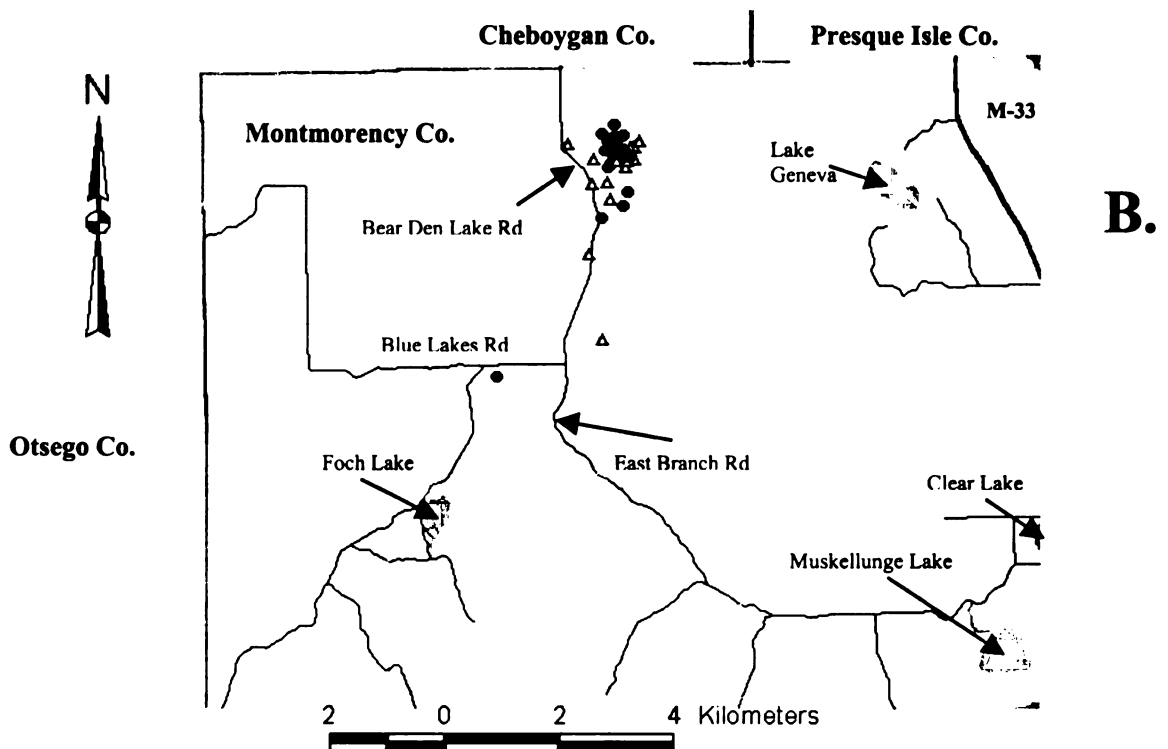 Cheboygan Co.
Presque Isle Co.
N
M-33
Montmorency Co.
Lake
Geneva
B.
Bear Den Lake Rd
Blue Lakes Rd
Otsego Co.
Foch Lake
East Branch Rd
Clear Lake
Muskellunge Lake
2 0 2 4 Kilometers